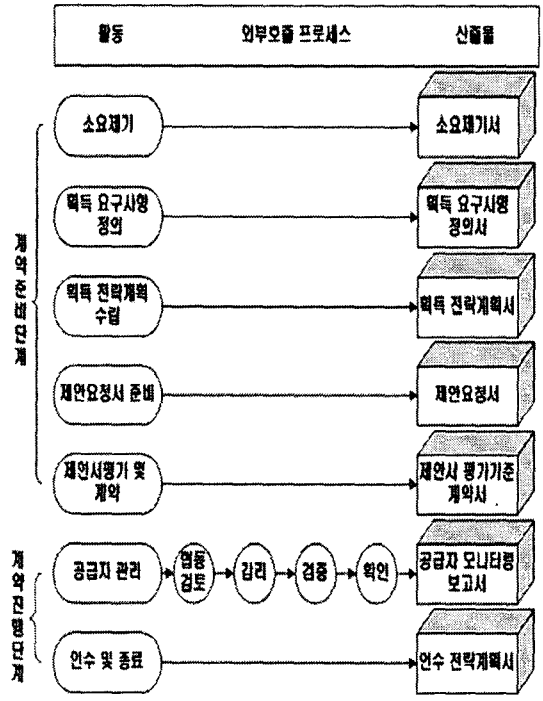 활동 외부호출 프로세스 산출물
소요제기
소요제기서
획득 요구사항
정의
획득 요구사항
정의서
획득 전략계획
수립
획득 전략계획서
제안요청서 준비
제안요청서
제안서평가 및
계약
제안서 평가기준
계약서
계약준비단계
공급자 관리
합동
검토
감리
검증
확인
공급자 모니터링
보고서
인수 및 종료
인수 전략계획서
계약진행단계